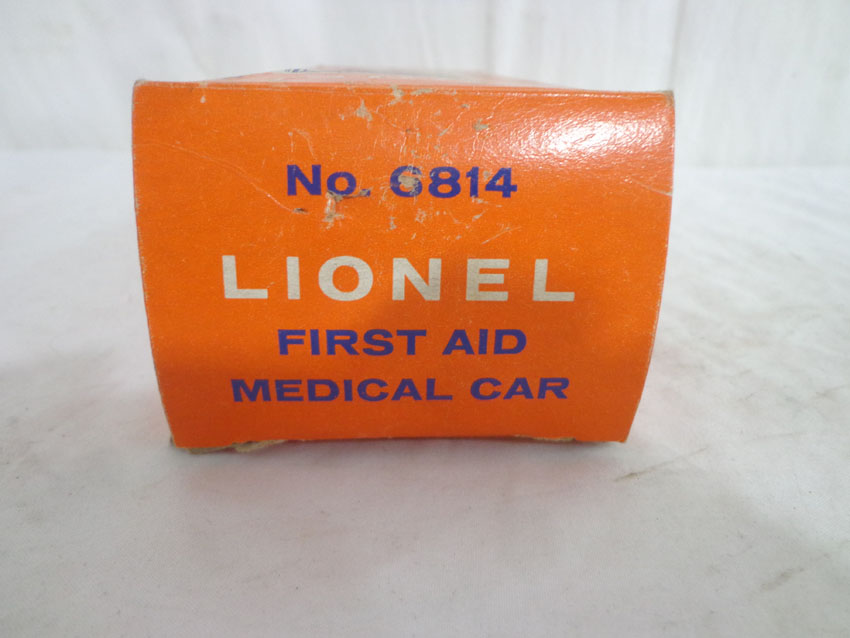 No. 6814
LIONEL
FIRST AID
MEDICAL CAR